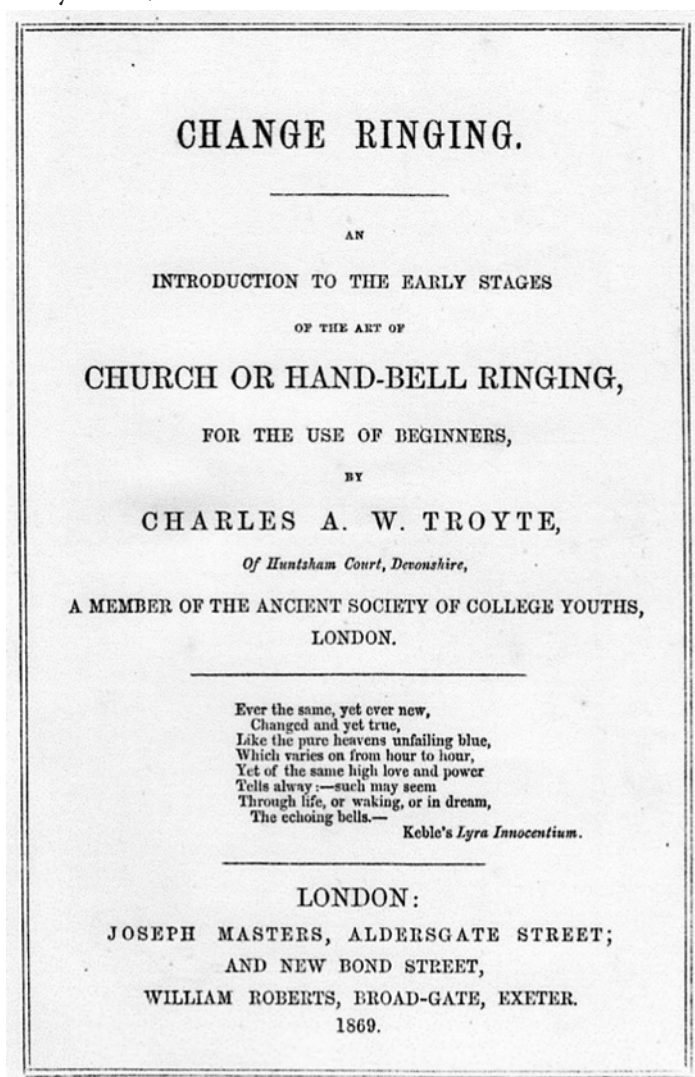 CHANGE RINGING.
AN
INTRODUCTION TO THE EARLY STAGES
OF THE ART OF
CHURCH OR HAND-BELL RINGING,
FOR THE USE OF BEGINNERS,
BY
CHARLES A. W. TROYTE,
Of Huntsham Court, Devonshire,
A MEMBER OF THE ANCIENT SOCIETY OF COLLEGE YOUTHS,
LONDON.
Ever the same, yet ever new,
Changed and yet true,
Like the pure heavens unfailing blue,
Which varies on from hour to hour,
Yet of the same high love and power
Tells alway:—such may seem
Through life, or waking, or in dream,
The echoing bells.—
Keble's Lyra Innocentium.
LONDON:
JOSEPH MASTERS, ALDERSGATE STREET;
AND NEW BOND STREET,
WILLIAM ROBERTS, BROAD-GATE, EXETER.
1869.